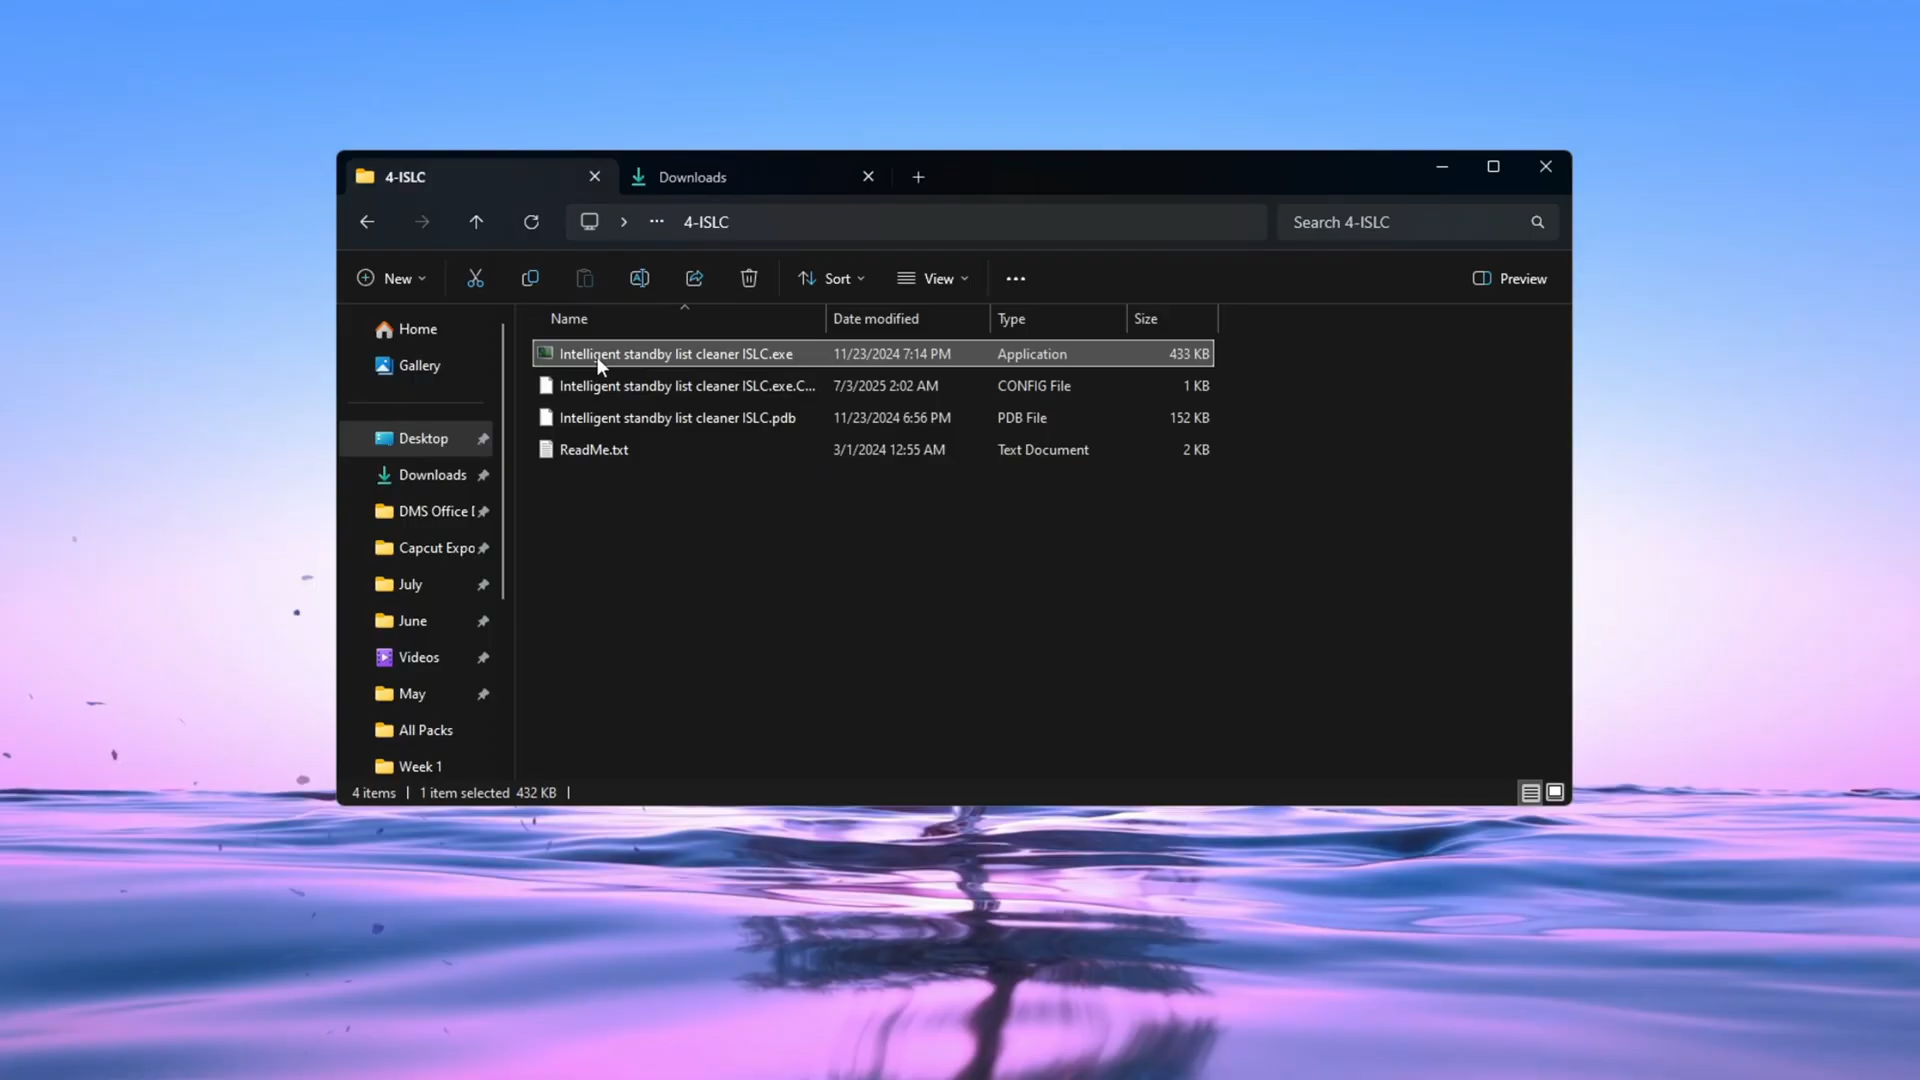 4-ISLC
Downloads
4-ISLC
Search 4-ISLC
New
Sort
View
Preview
Name Date modified Type Size
Intelligent standby list cleaner ISLC.exe 11/23/2024 7:14 PM Application 433 KB
Intelligent standby list cleaner ISLC.exe.C... 7/3/2025 2:02 AM CONFIG File 1 KB
Intelligent standby list cleaner ISLC.pdb 11/23/2024 6:56 PM PDB File 152 KB
ReadMe.txt 3/1/2024 12:55 AM Text Document 2 KB
Home
Gallery
Desktop
Downloads
DMS Office
Capcut Expo
July
June
Videos
May
All Packs
Week 1
4 items | 1 item selected 432 KB |